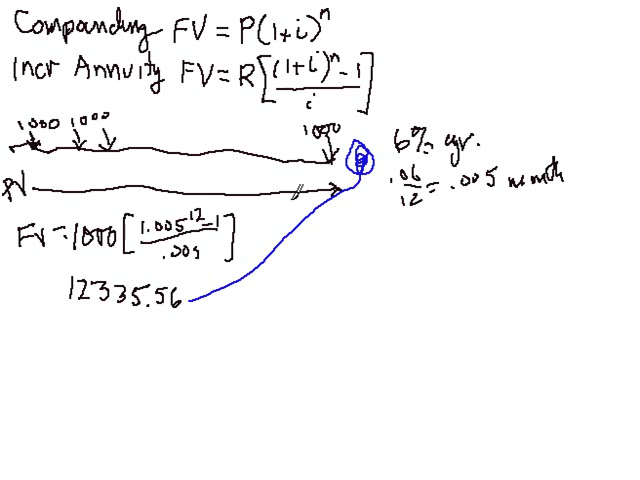 Compounding FV = P(1+i)^n
Incr Annuity FV = R[((1+i)^n - 1)/i]
1000 1000 1000
6% yr.
PV
.06/12 = .005 month
FV = 1000[(1.005^12 - 1)/.005]
12335.56